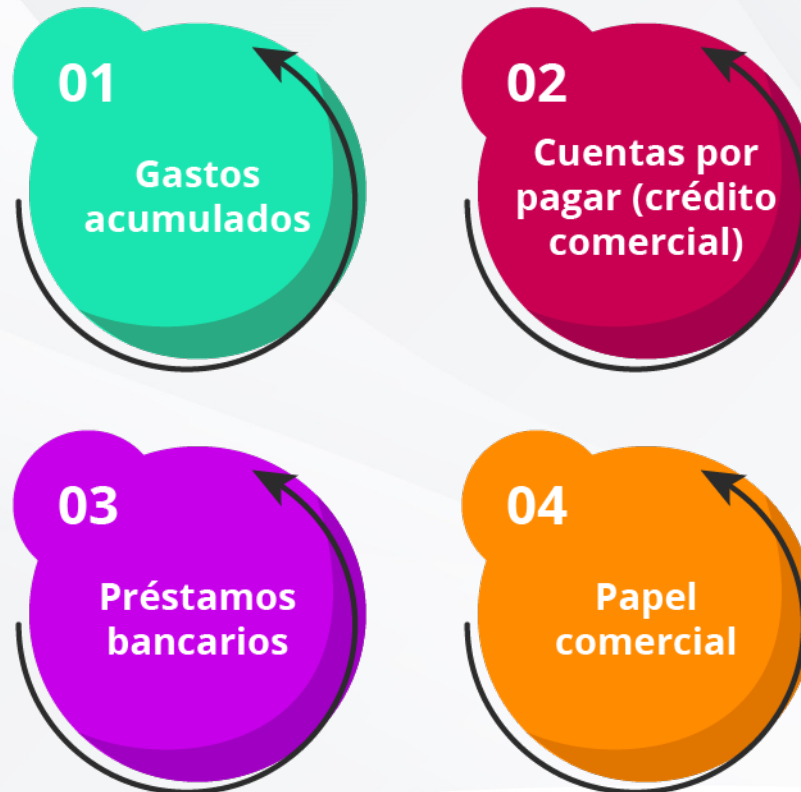 01
Gastos
acumulados
02
Cuentas por
pagar (crédito
comercial)
03
Préstamos
bancarios
04
Papel
comercial